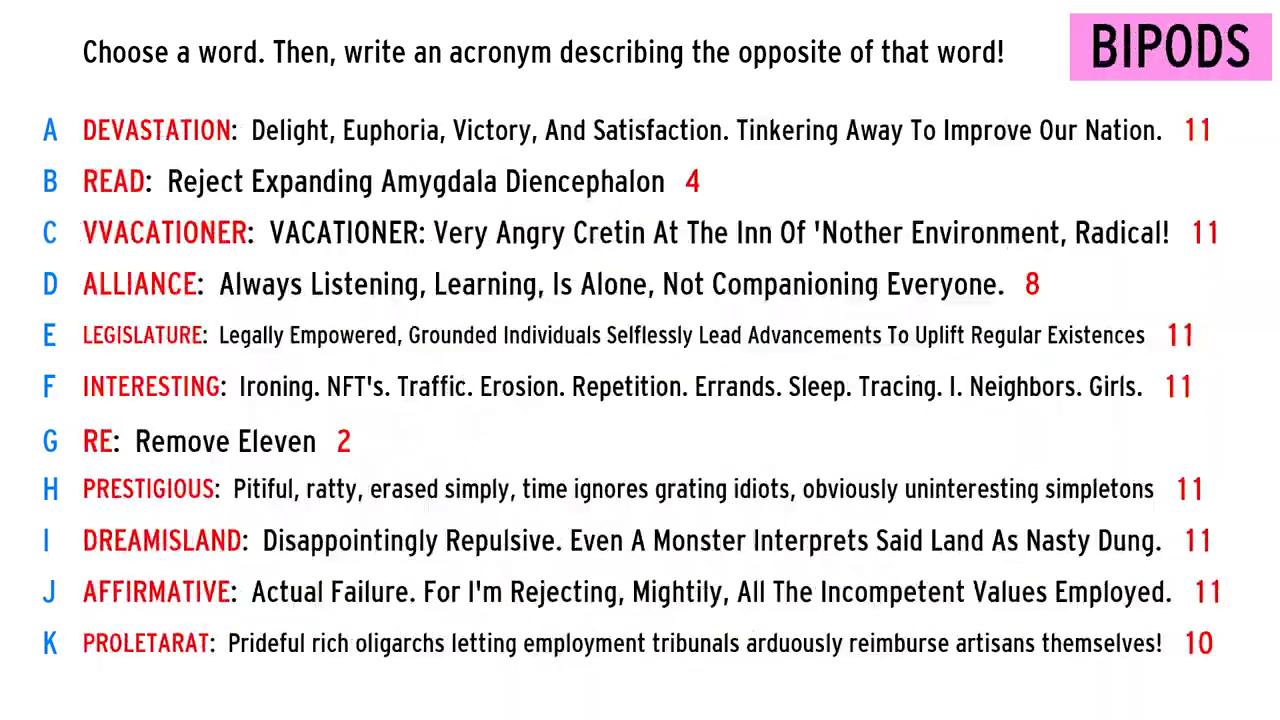 Choose a word. Then, write an acronym describing the opposite of that word!
BIPODS
A DEVASTATION: Delight, Euphoria, Victory, And Satisfaction. Tinkering Away To Improve Our Nation. 11
B READ: Reject Expanding Amygdala Diencephalon 4
C VVACATIONER: VACATIONER: Very Angry Cretin At The Inn Of 'Nother Environment, Radical! 11
D ALLIANCE: Always Listening, Learning, Is Alone, Not Companioning Everyone. 8
E LEGISLATURE: Legally Empowered, Grounded Individuals Selflessly Lead Advancements To Uplift Regular Existences 11
F INTERESTING: Ironing. NFT's. Traffic. Erosion. Repetition. Errands. Sleep. Tracing. I. Neighbors. Girls. 11
G RE: Remove Eleven 2
H PRESTIGIOUS: Pitiful, ratty, erased simply, time ignores grating idiots, obviously uninteresting simpletons 11
I DREAMISLAND: Disappointingly Repulsive. Even A Monster Interprets Said Land As Nasty Dung. 11
J AFFIRMATIVE: Actual Failure. For I'm Rejecting, Mightily, All The Incompetent Values Employed. 11
K PROLETARAT: Prideful rich oligarchs letting employment tribunals arduously reimburse artisans themselves! 10